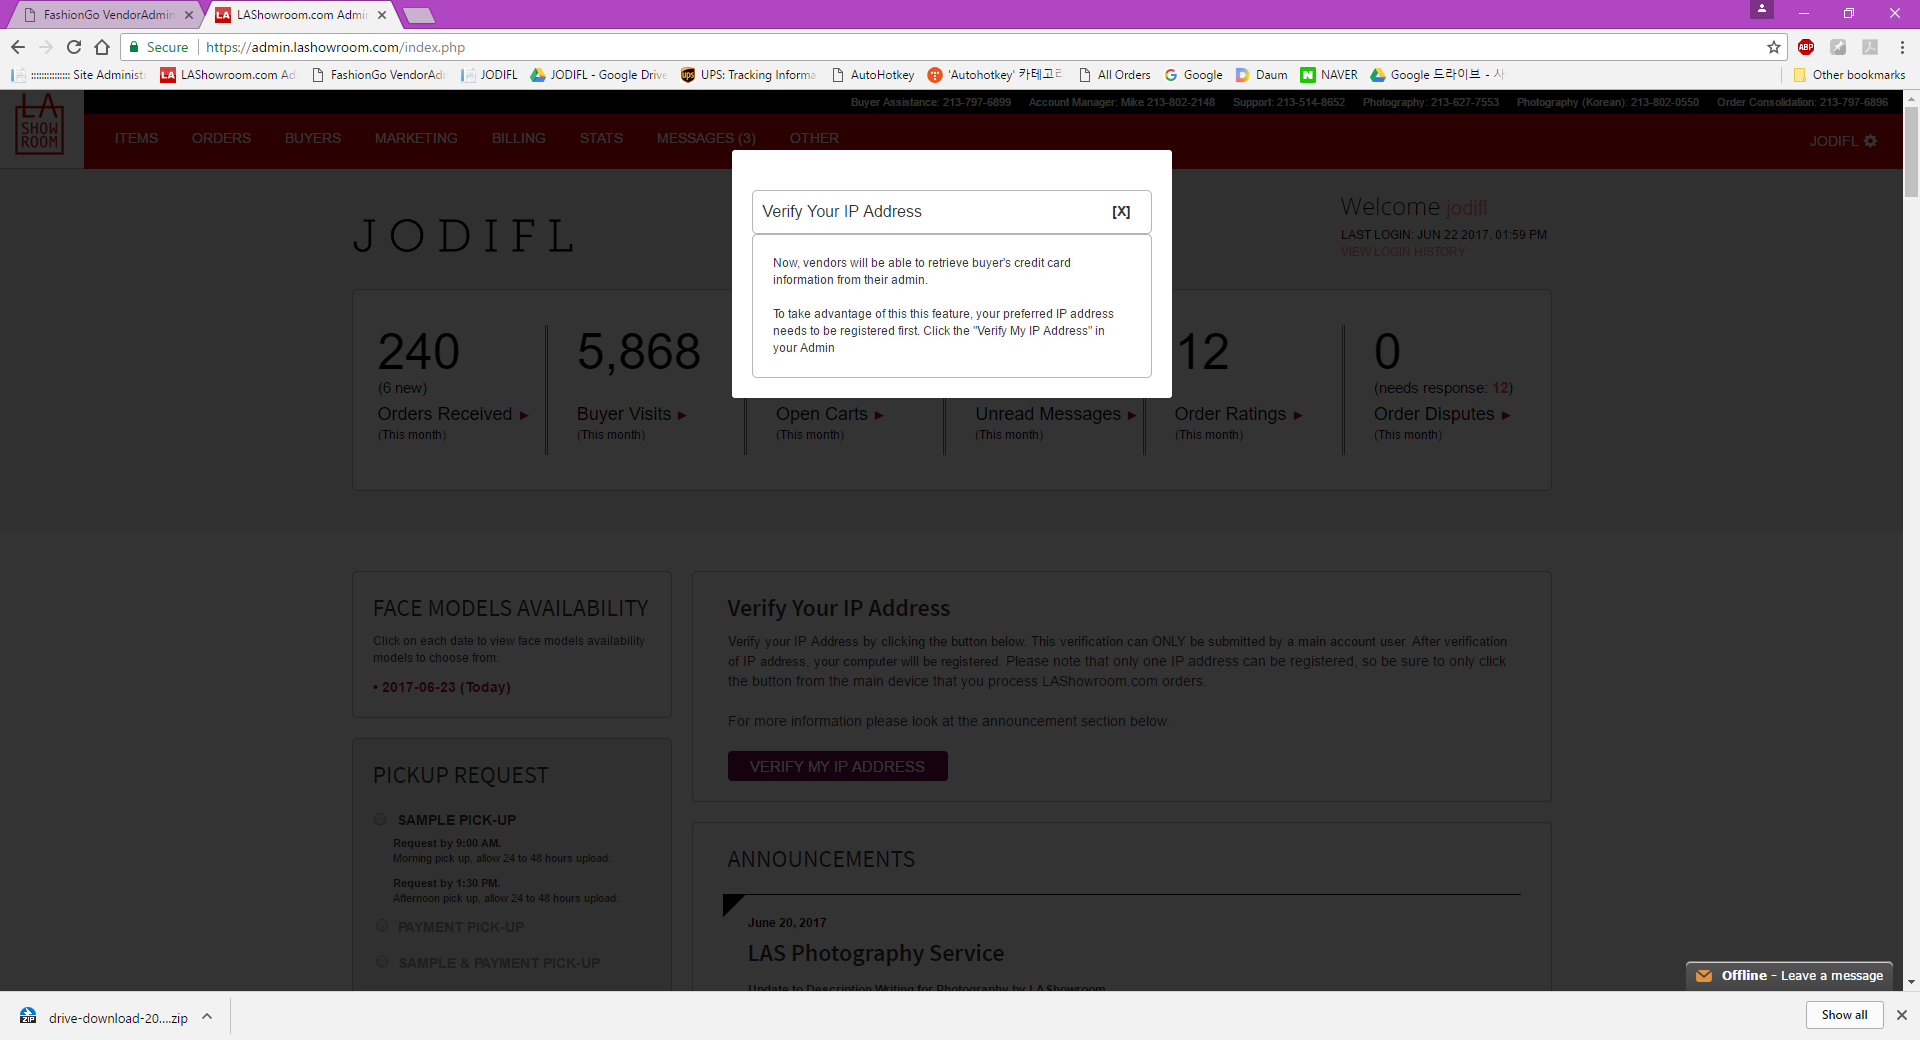 FashionGo VendorAdmin
LAShowroom.com Admin
Secure
https://admin.lashowroom.com/index.php
ABP
:::::::::::::: Site Administ
LAShowroom.com Ad
FashionGo VendorAdr
JODIFL
JODIFL - Google Drive
UPS: Tracking Informa
AutoHotkey
'Autohotkey' 카테고리
All Orders
Google
Daum
NAVER
Google 드라이브 - 사
Other bookmarks
Buyer Assistance: 213-797-6899
Account Manager: Mike 213-802-2148
Support: 213-514-8652
Photography: 213-627-7553
Photography (Korean): 213-802-0550
Order Consolidation: 213-797-6896
LA
SHOW
ROOM
ITEMS
ORDERS
BUYERS
MARKETING
BILLING
STATS
MESSAGES (3)
OTHER
JODIFL
Verify Your IP Address
[X]
Now, vendors will be able to retrieve buyer's credit card
information from their admin.
To take advantage of this this feature, your preferred IP address
needs to be registered first. Click the "Verify My IP Address" in
your Admin
JODIFL
Welcome jodifl
LAST LOGIN: JUN 22 2017, 01:59 PM
VIEW LOGIN HISTORY
240
(6 new)
Orders Received
(This month)
5,868
Buyer Visits
(This month)
Open Carts
(This month)
Unread Messages
(This month)
12
Order Ratings
(This month)
0
(needs response: 12)
Order Disputes
(This month)
FACE MODELS AVAILABILITY
Click on each date to view face models availability
models to choose from.
• 2017-06-23 (Today)
PICKUP REQUEST
SAMPLE PICK-UP
Request by 9:00 AM.
Morning pick up, allow 24 to 48 hours upload.
Request by 1:30 PM.
Afternoon pick up, allow 24 to 48 hours upload.
PAYMENT PICK-UP
SAMPLE & PAYMENT PICK-UP
Verify Your IP Address
Verify your IP Address by clicking the button below. This verification can ONLY be submitted by a main account user. After verification
of IP address, your computer will be registered. Please note that only one IP address can be registered, so be sure to only click
the button from the main device that you process LAShowroom.com orders.
For more information please look at the announcement section below.
VERIFY MY IP ADDRESS
ANNOUNCEMENTS
June 20, 2017
LAS Photography Service
Update to Description Writing for Photography by LAShowroom
Offline - Leave a message
drive-download-20....zip
Show all